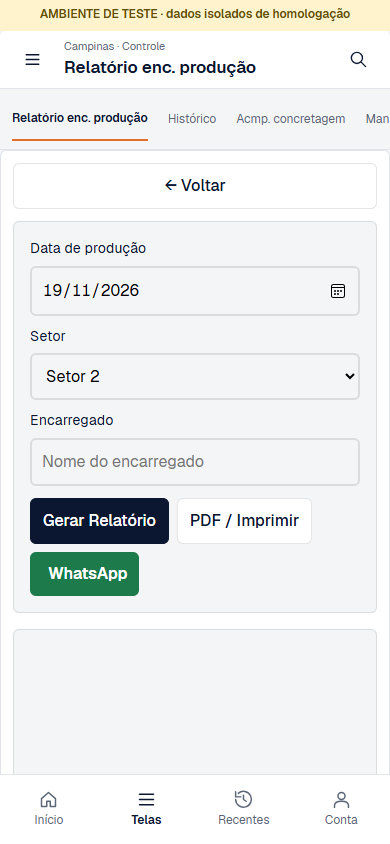 AMBIENTE DE TESTE · dados isolados de homologação
Campinas · Controle
Relatório enc. produção
Relatório enc. produção Histórico Acmp. concretagem Man
← Voltar
Data de produção
19/11/2026
Setor
Setor 2
Encarregado
Nome do encarregado
Gerar Relatório PDF / Imprimir
WhatsApp
Início Telas Recentes Conta